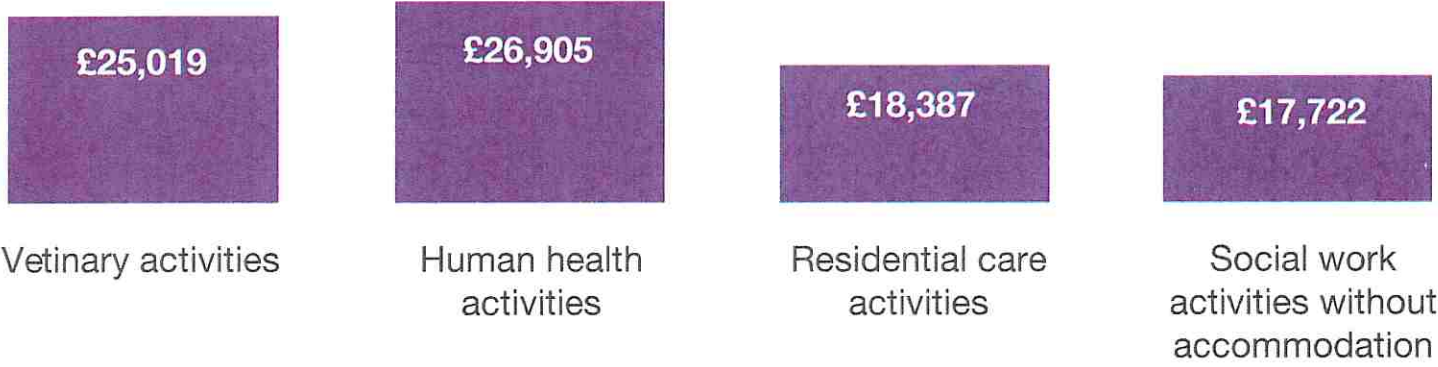 £25,019
£26,905
£18,387
£17,722
Vetinary activities
Human health
activities
Residential care
activities
Social work
activities without
accommodation